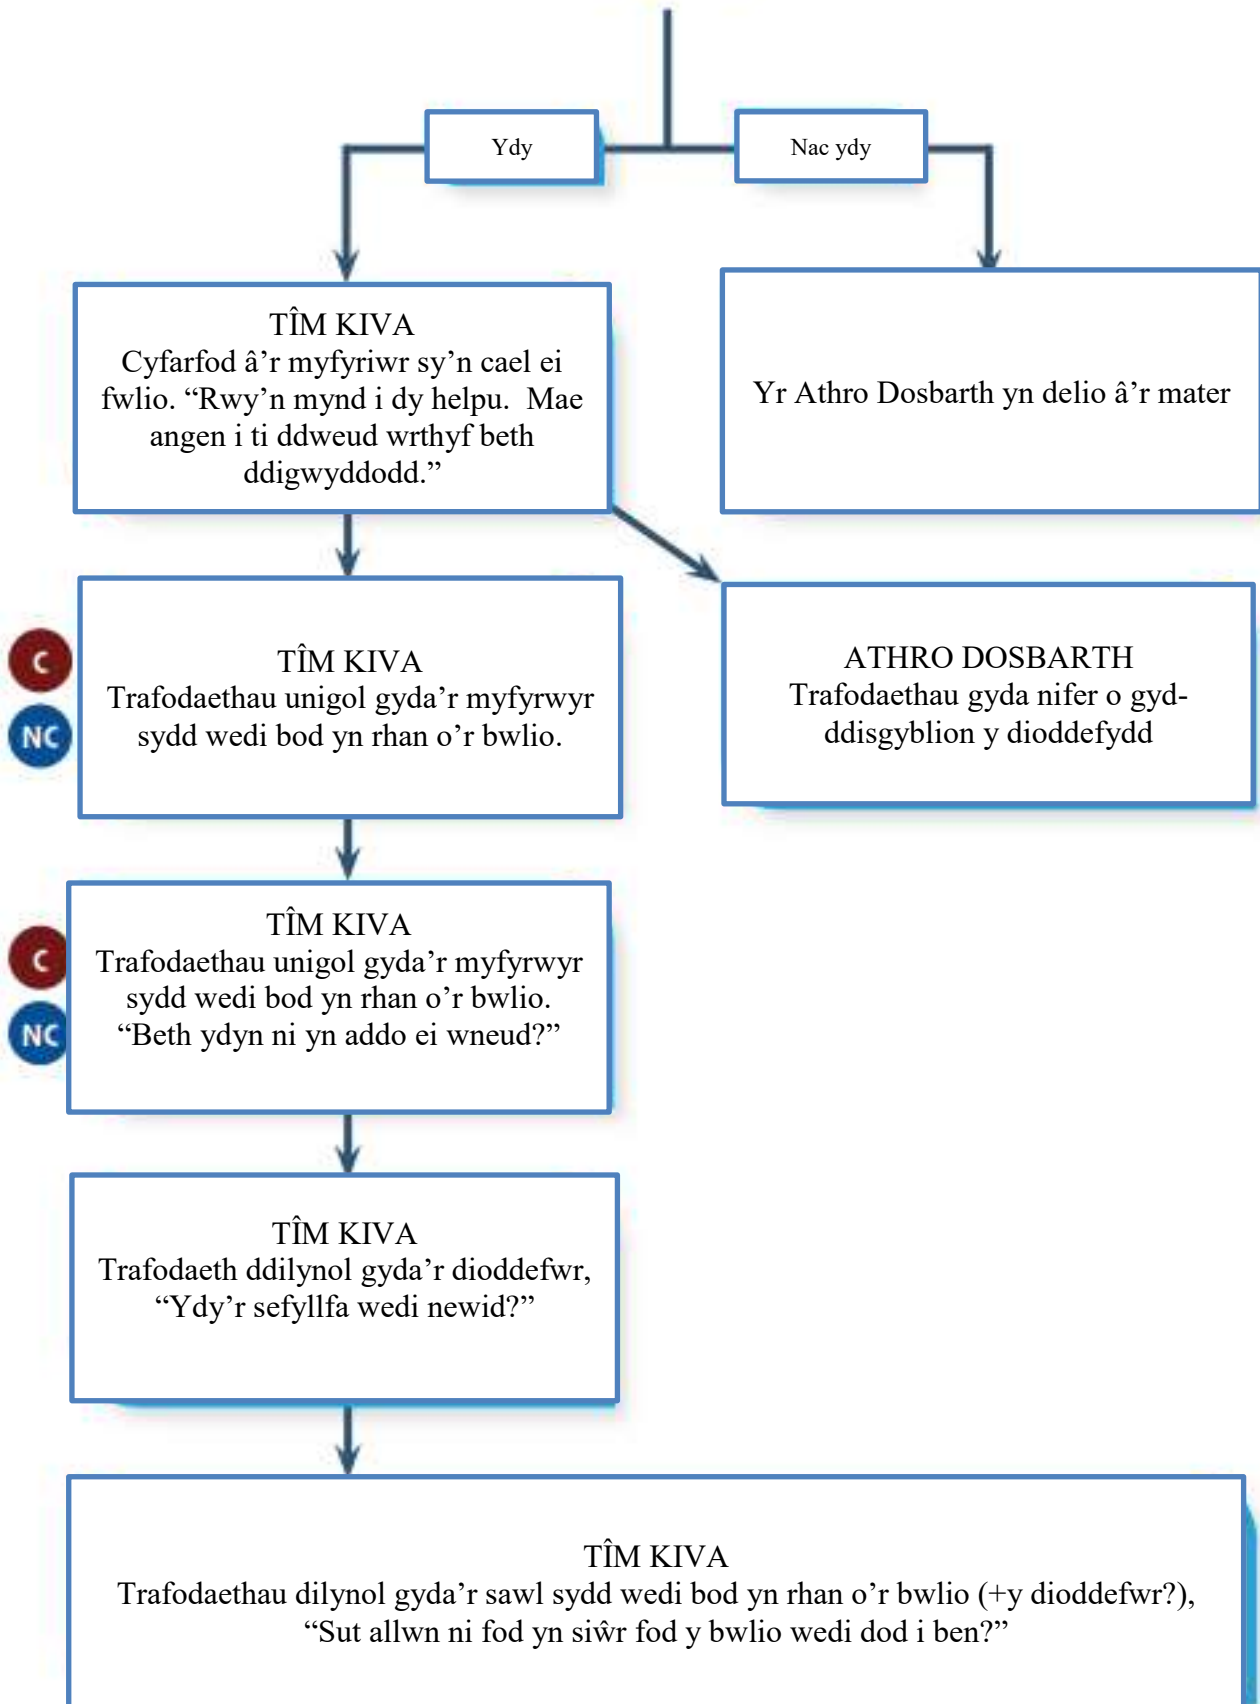 Ydy
Nac ydy
TÎM KIVA
Cyfarfod â’r myfyriwr sy’n cael ei
fwlio. “Rwy’n mynd i dy helpu. Mae
angen i ti ddweud wrthyf beth
ddigwyddodd.”
Yr Athro Dosbarth yn delio â’r mater
C
NC
TÎM KIVA
Trafodaethau unigol gyda’r myfyrwyr
sydd wedi bod yn rhan o’r bwlio.
ATHRO DOSBARTH
Trafodaethau gyda nifer o gyd-
ddisgyblion y dioddefydd
C
NC
TÎM KIVA
Trafodaethau unigol gyda’r myfyrwyr
sydd wedi bod yn rhan o’r bwlio.
“Beth ydyn ni yn addo ei wneud?”
TÎM KIVA
Trafodaeth ddilynol gyda’r dioddefwr,
“Ydy’r sefyllfa wedi newid?”
TÎM KIVA
Trafodaethau dilynol gyda’r sawl sydd wedi bod yn rhan o’r bwlio (+y dioddefwr?),
“Sut allwn ni fod yn siŵr fod y bwlio wedi dod i ben?”